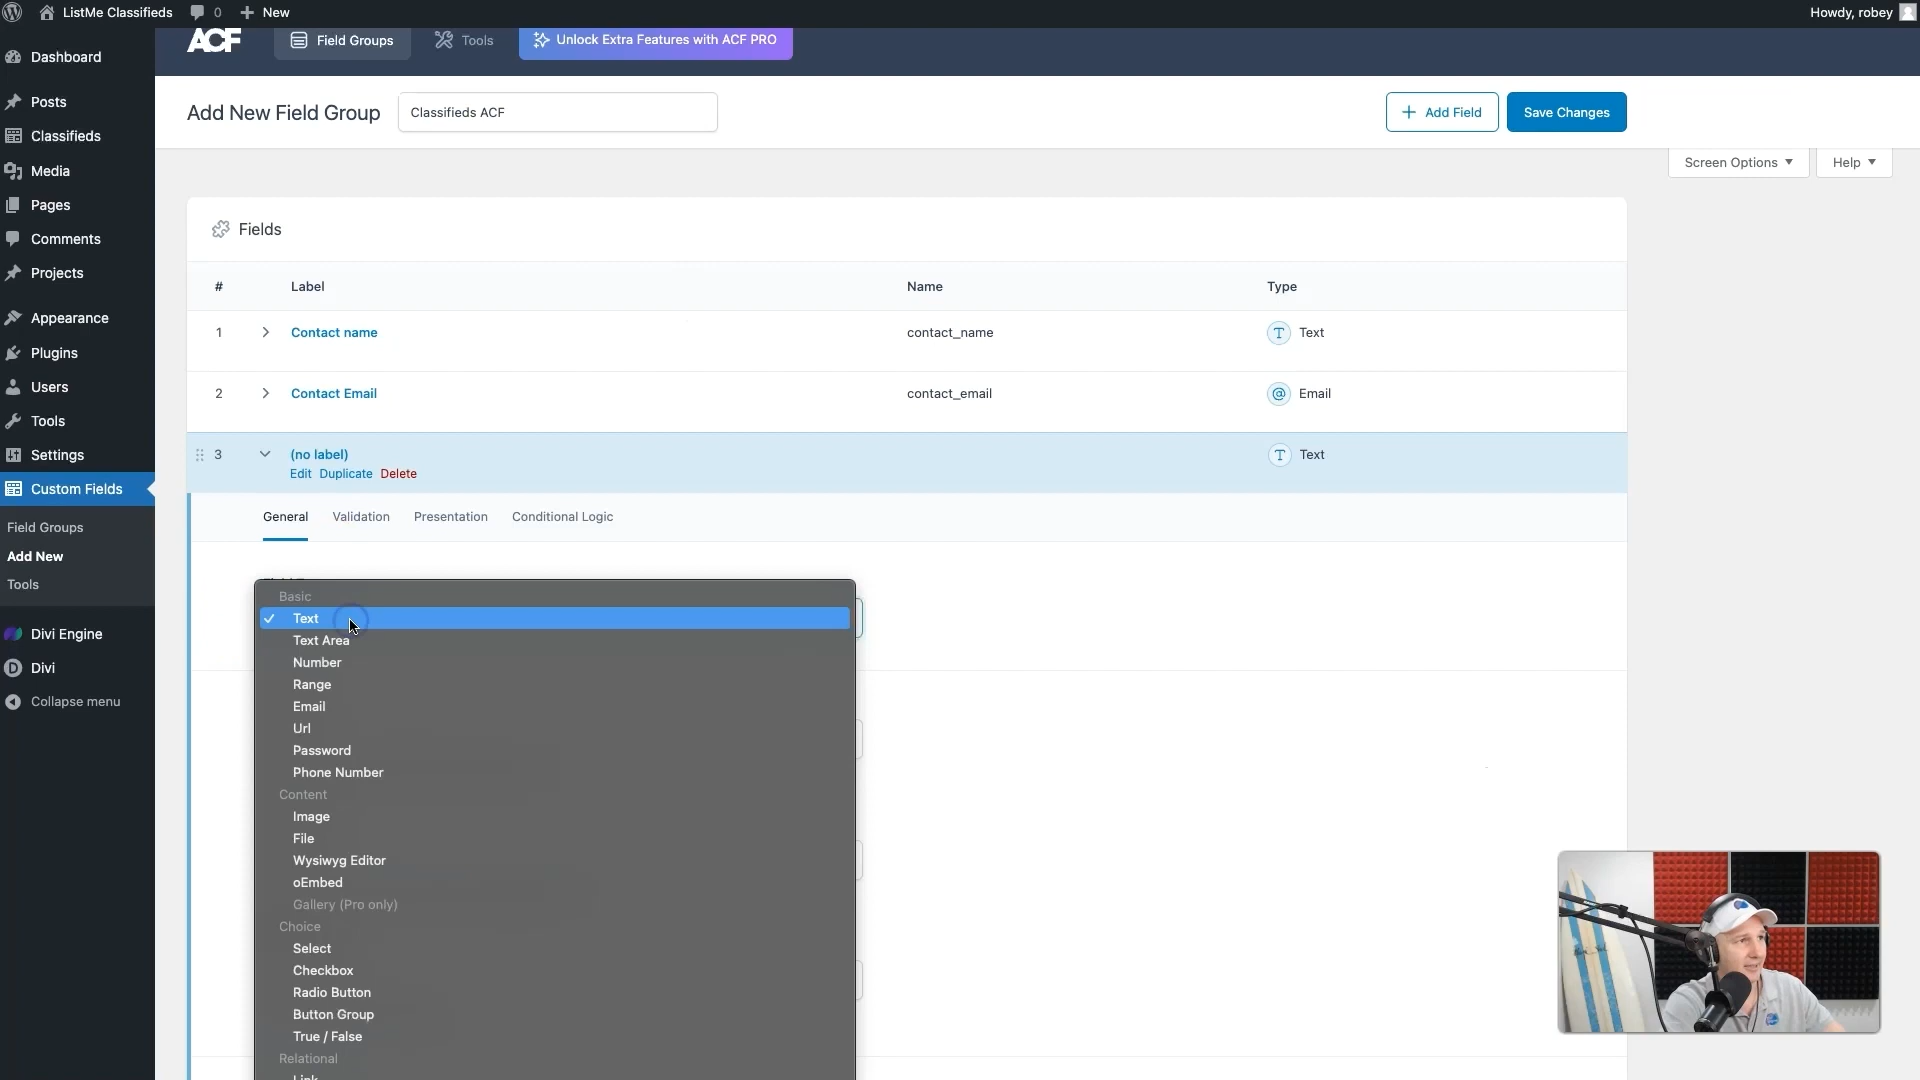 ListMe Classifieds 0 New Howdy, robey
ACF Field Groups Tools Unlock Extra Features with ACF PRO
Dashboard
Posts
Classifieds
Media
Pages
Comments
Projects
Appearance
Plugins
Users
Tools
Settings
Custom Fields
Field Groups
Add New
Tools
Divi Engine
D Divi
Collapse menu
Add New Field Group Classifieds ACF Add Field Save Changes
Screen Options Help
Fields
# Label Name Type
1 Contact name contact_name T Text
2 Contact Email contact_email @ Email
3 (no label) T Text
Edit Duplicate Delete
General Validation Presentation Conditional Logic
Basic
Text
Text Area
Number
Range
Email
Url
Password
Phone Number
Content
Image
File
Wysiwyg Editor
oEmbed
Gallery (Pro only)
Choice
Select
Checkbox
Radio Button
Button Group
True / False
Relational
Link